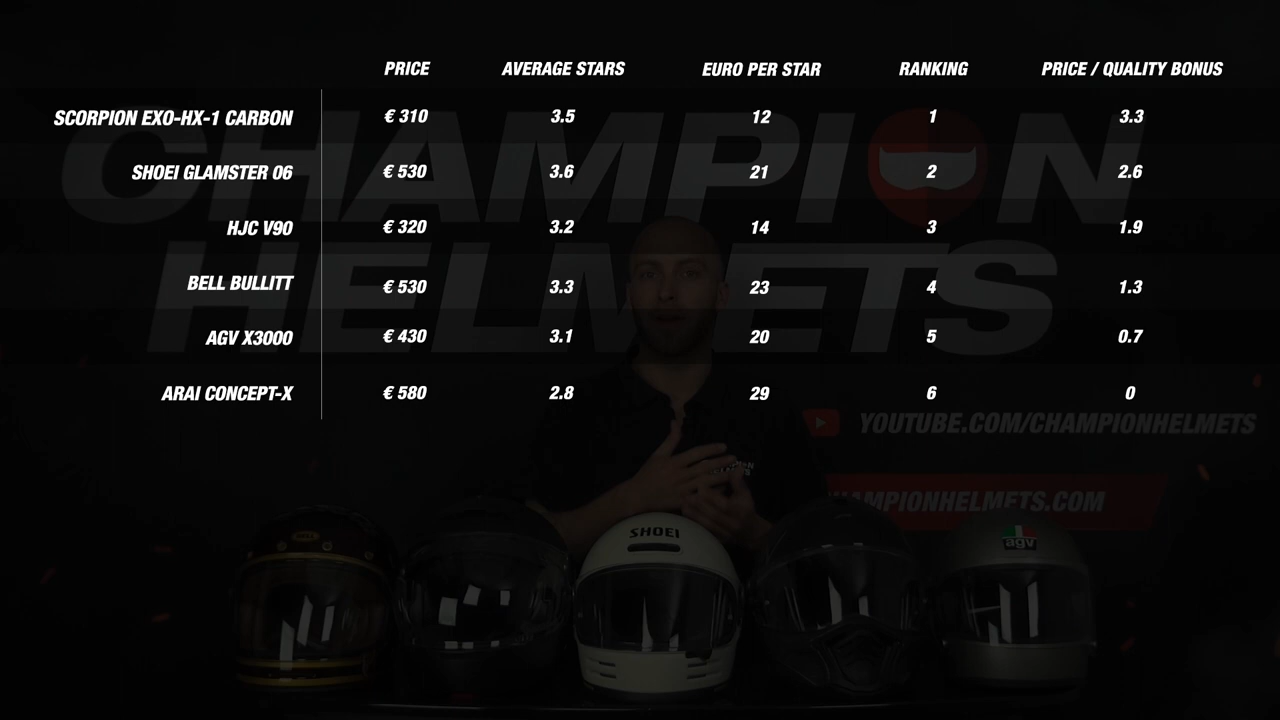 PRICE AVERAGE STARS EURO PER STAR RANKING PRICE / QUALITY BONUS
SCORPION EXO-HX-1 CARBON € 310 3.5 12 1 3.3
SHOEI GLAMSTER 06 € 530 3.6 21 2 2.6
HJC V90 € 320 3.2 14 3 1.9
BELL BULLITT € 530 3.3 23 4 1.3
AGV X3000 € 430 3.1 20 5 0.7
ARAI CONCEPT-X € 580 2.8 29 6 0
CHAMPION
HELMETS
YOUTUBE.COM/CHAMPIONHELMETS
CHAMPIONHELMETS.COM
SHOEI
agv
BELL